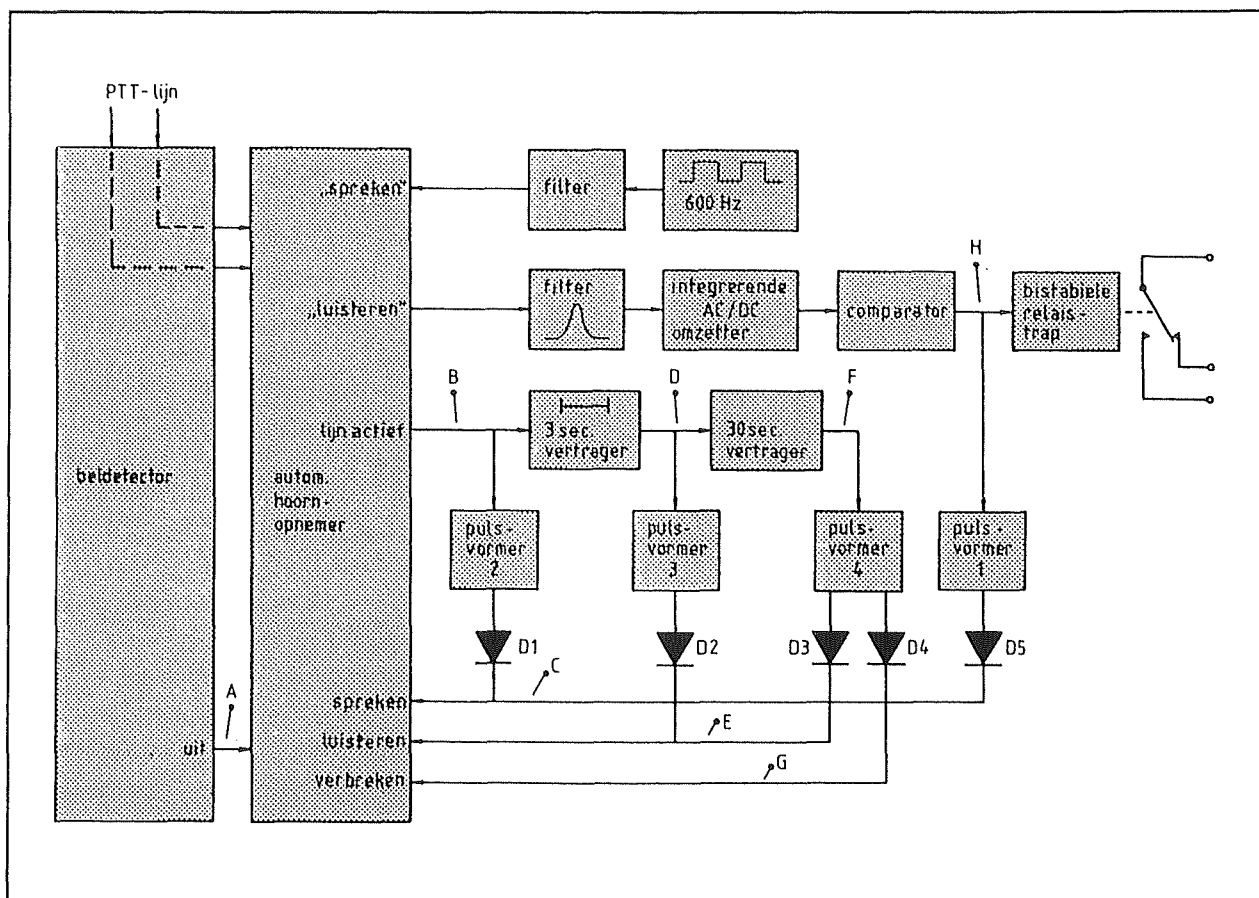 PTT-lijn
beldetector
uit
A
autom.
hoorn-
opnemer
„spreken"
„luisteren"
lijn actief
spreken
luisteren
verbreken
filter
600 Hz
filter
integrerende
AC/DC
omzetter
comparator
H
bistabiele
relais-
trap
B
3 sec.
vertrager
D
30 sec.
vertrager
F
puls-
vormer
2
puls-
vormer
3
puls-
vormer
4
puls-
vormer
1
D1
D2
D3
D4
D5
C
E
G